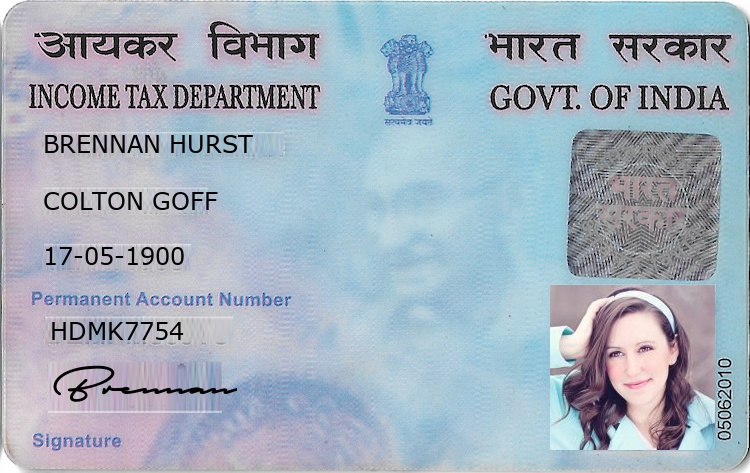 आयकर विभाग
भारत सरकार
INCOME TAX DEPARTMENT
GOVT. OF INDIA
सत्यमेव जयते
BRENNAN HURST
भारत
सरकार
COLTON GOFF
17-05-1900
Permanent Account Number
HDMK7754
Brennan
Signature
05062010